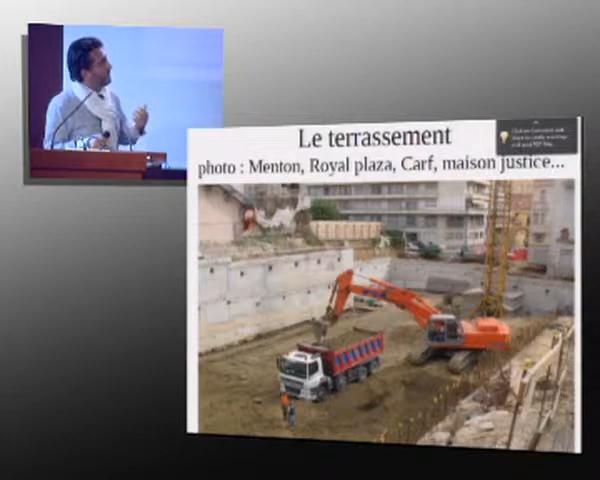 Le terrassement
photo : Menton, Royal plaza, Carf, maison justice...